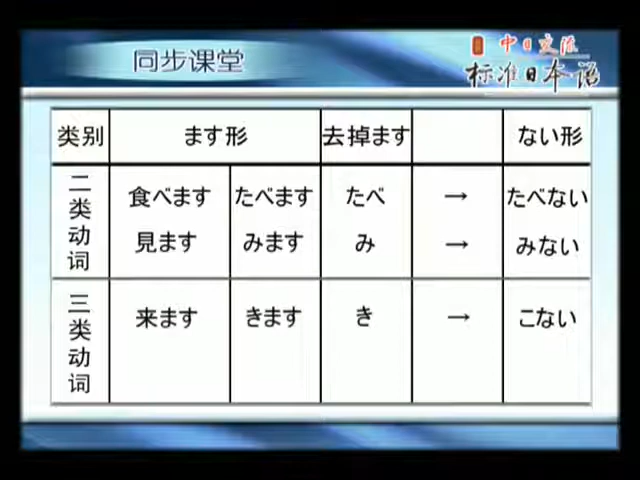 同步课堂
中日交流
标准日本语
类别 ます形 去掉ます ない形
二类动词
食べます たべます たべ → たべない
見ます みます み → みない
三类动词
来ます きます き → こない